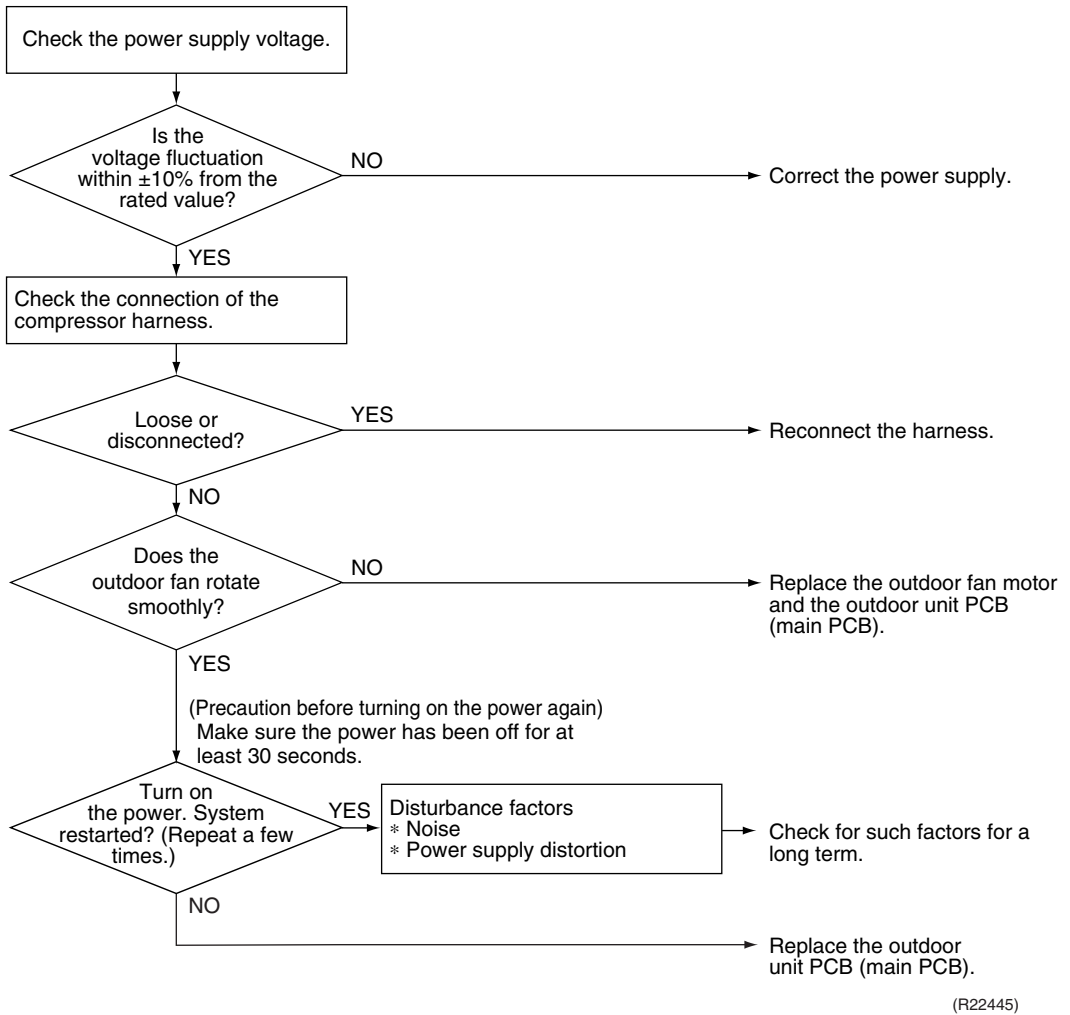 Check the power supply voltage.
Is the
voltage fluctuation
within ±10% from the
rated value?
NO
Correct the power supply.
YES
Check the connection of the
compressor harness.
Loose or
disconnected?
YES
Reconnect the harness.
NO
Does the
outdoor fan rotate
smoothly?
NO
Replace the outdoor fan motor
and the outdoor unit PCB
(main PCB).
YES
(Precaution before turning on the power again)
Make sure the power has been off for at
least 30 seconds.
Turn on
the power. System
restarted? (Repeat a few
times.)
YES
Disturbance factors
* Noise
* Power supply distortion
Check for such factors for a
long term.
NO
Replace the outdoor
unit PCB (main PCB).
(R22445)